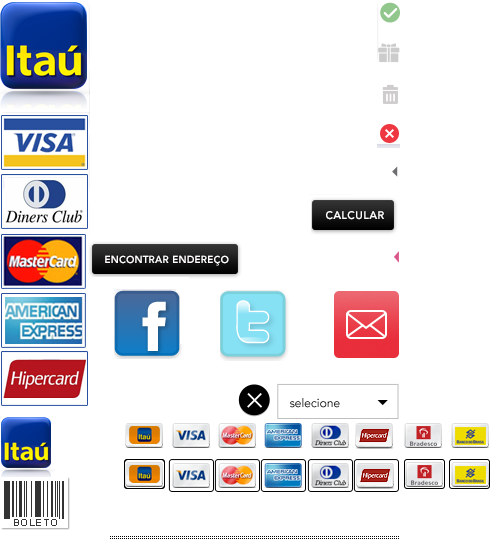 Itaú
VISA
Diners Club
CALCULAR
MasterCard
ENCONTRAR ENDEREÇO
AMERICAN
EXPRESS
Hipercard
selecione
Itaú
Itaú
VISA
MasterCard
AMERICAN
EXPRESS
Diners Club
Hipercard
Bradesco
BANCO DO BRASIL
Itaú
VISA
MasterCard
AMERICAN
EXPRESS
Diners Club
Hipercard
Bradesco
BANCO DO BRASIL
BOLETO